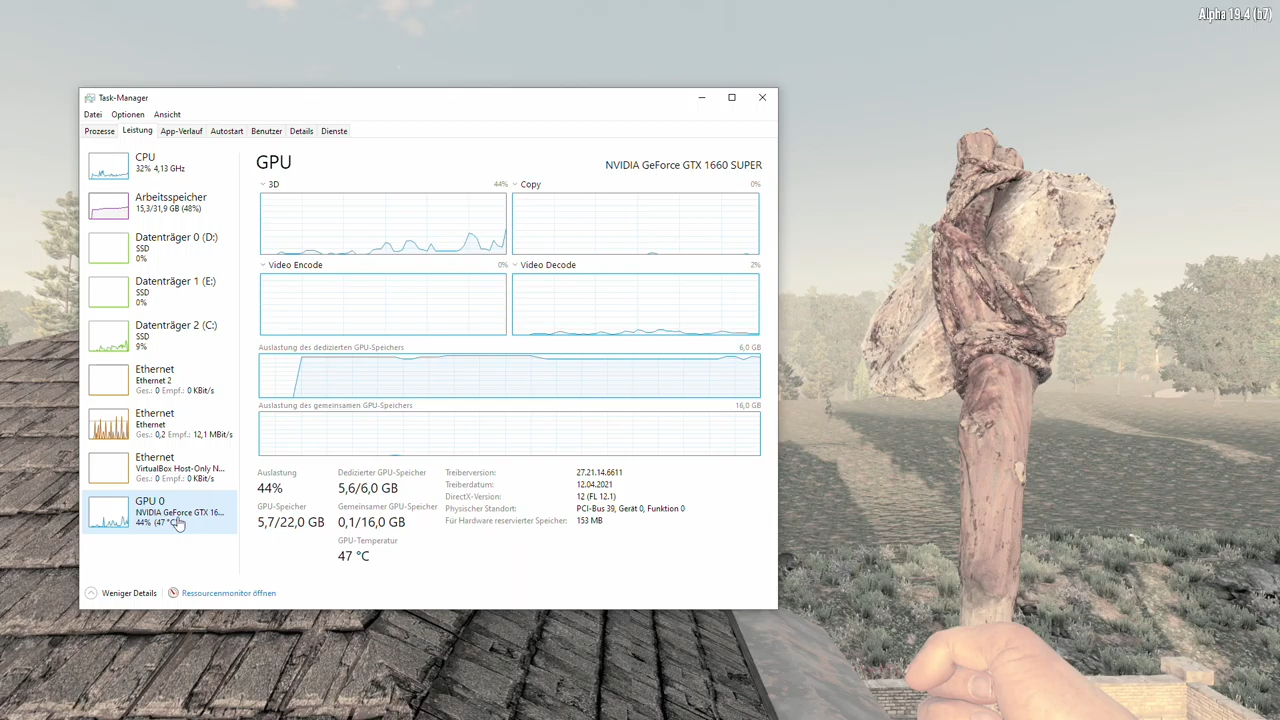 Alpha 19.4 (b7)
Task-Manager
Datei Optionen Ansicht
Prozesse Leistung App-Verlauf Autostart Benutzer Details Dienste
CPU
32% 4,13 GHz
Arbeitsspeicher
15,3/31,9 GB (48%)
Datenträger 0 (D:)
SSD
0%
Datenträger 1 (E:)
SSD
0%
Datenträger 2 (C:)
SSD
9%
Ethernet
Ethernet 2
Ges.: 0 Empf.: 0 KBit/s
Ethernet
Ethernet
Ges.: 0,2 Empf.: 12,1 MBit/s
Ethernet
VirtualBox Host-Only N...
Ges.: 0 Empf.: 0 KBit/s
GPU 0
NVIDIA GeForce GTX 16...
44% (47 °C)
GPU
NVIDIA GeForce GTX 1660 SUPER
3D 44%
Copy 0%
Video Encode 0%
Video Decode 2%
Auslastung des dedizierten GPU-Speichers 6,0 GB
Auslastung des gemeinsamen GPU-Speichers 16,0 GB
Auslastung
44%
GPU-Speicher
5,7/22,0 GB
Dedizierter GPU-Speicher
5,6/6,0 GB
Gemeinsamer GPU-Speicher
0,1/16,0 GB
GPU-Temperatur
47 °C
Treiberversion: 27.21.14.6611
Treiberdatum: 12.04.2021
DirectX-Version: 12 (FL 12.1)
Physischer Standort: PCI-Bus 39, Gerät 0, Funktion 0
Für Hardware reservierter Speicher: 153 MB
Weniger Details
Ressourcenmonitor öffnen